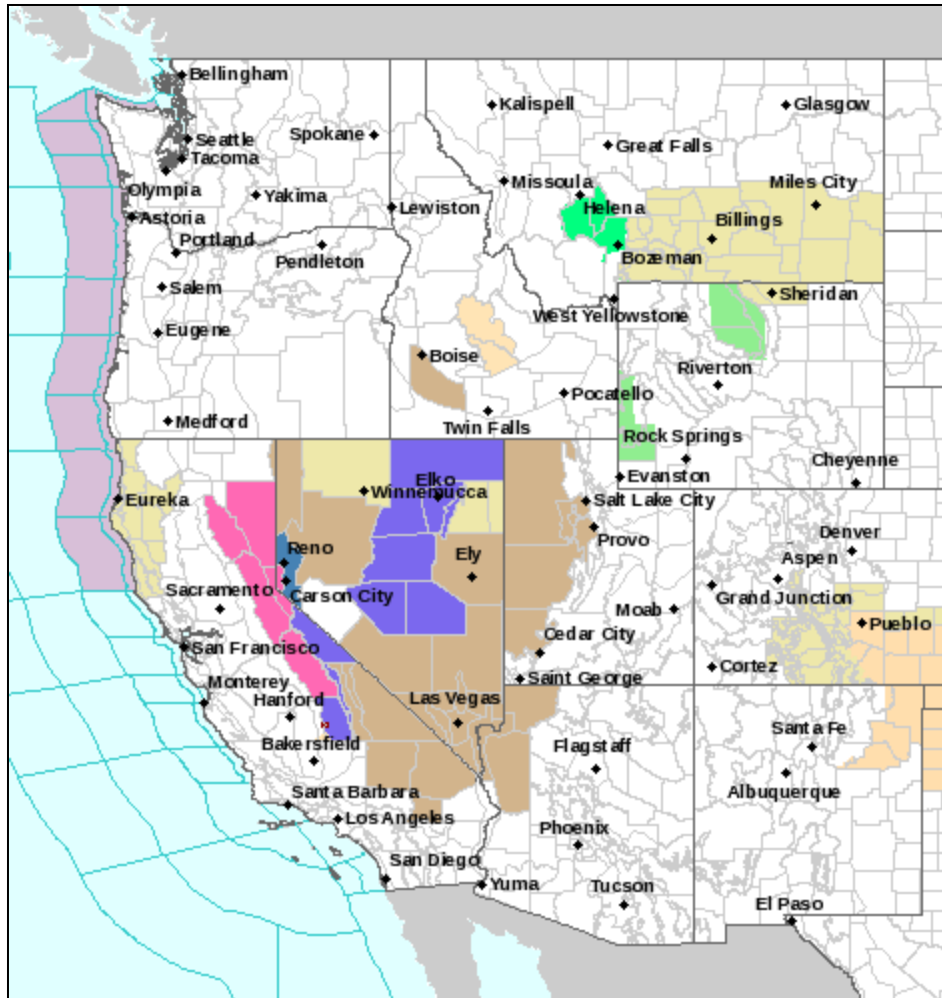 Bellingham
Kalispell
Glasgow
Seattle
Spokane
Great Falls
Tacoma
Missoula
Miles City
Olympia
Yakima
Lewiston
Helena
Astoria
Billings
Portland
Pendleton
Bozeman
Salem
Sheridan
West Yellowstone
Eugene
Boise
Riverton
Pocatello
Medford
Twin Falls
Rock Springs
Cheyenne
Elko
Evanston
Eureka
Winnemucca
Salt Lake City
Provo
Denver
Reno
Ely
Aspen
Sacramento
Carson City
Grand Junction
Moab
Pueblo
Cedar City
San Francisco
Cortez
Saint George
Monterey
Hanford
Las Vegas
Santa Fe
Bakersfield
Flagstaff
Albuquerque
Santa Barbara
Los Angeles
Phoenix
San Diego
Yuma
Tucson
El Paso